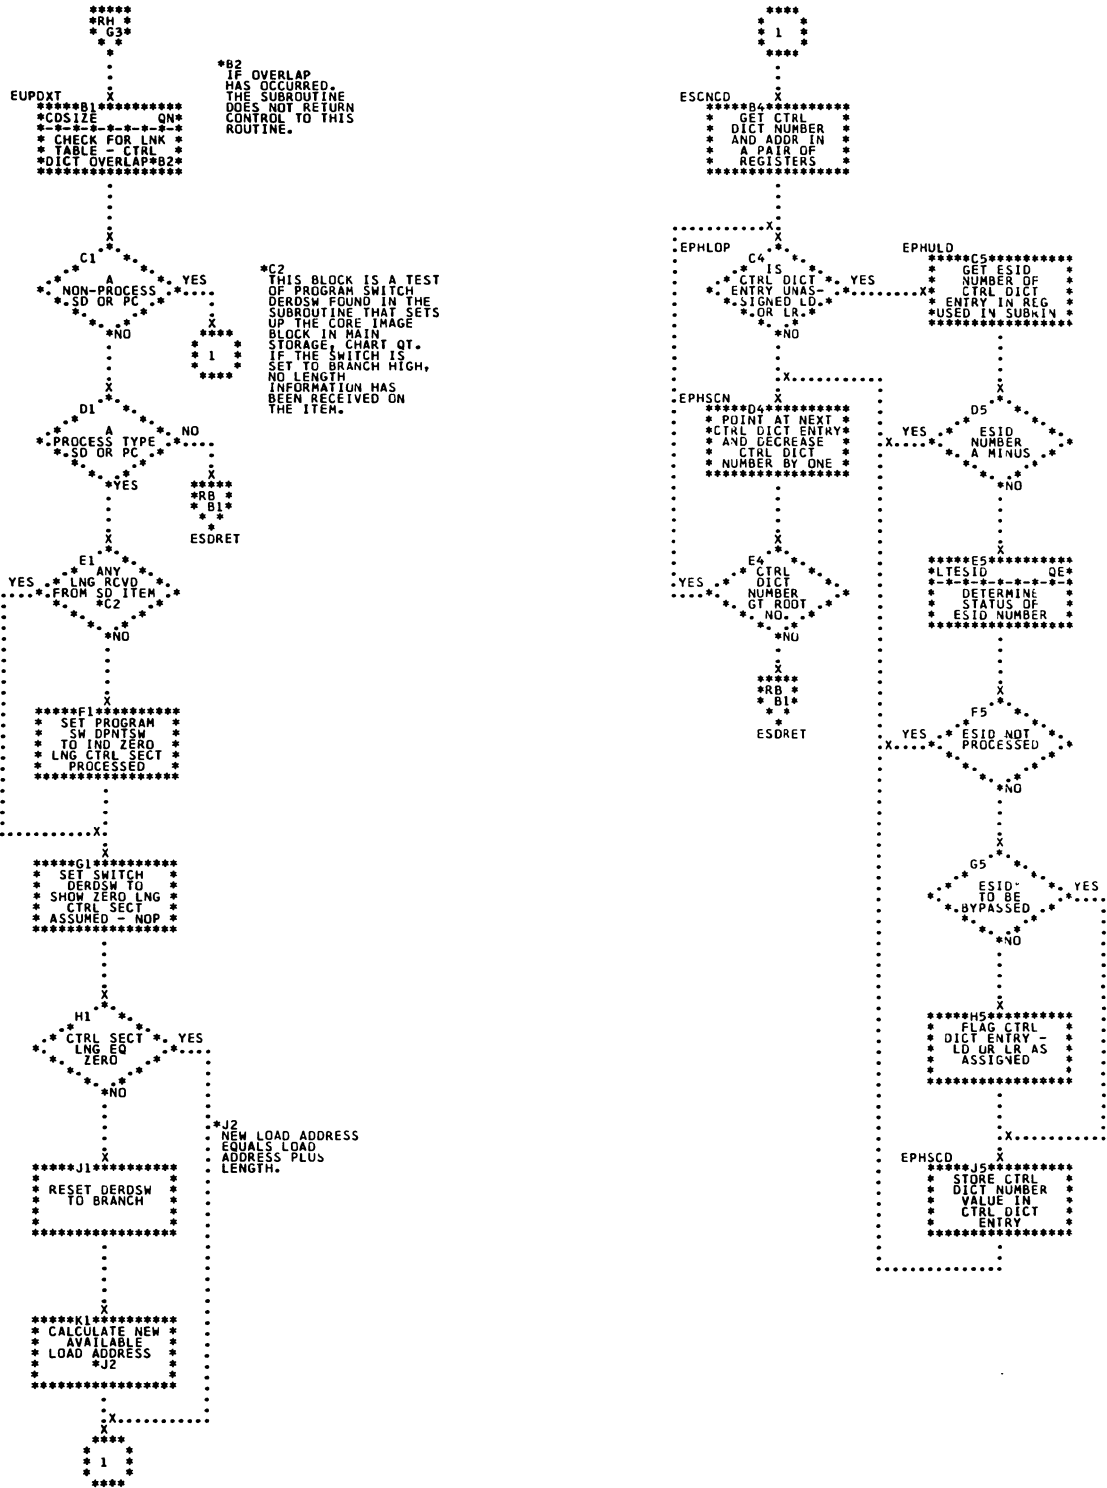 RH
G3
*B2
IF OVERLAP
HAS OCCURRED.
THE SUBROUTINE
DOES NOT RETURN
CONTROL TO THIS
ROUTINE.
EUPDXT
B1
CDSIZE QN
CHECK FOR LNK
TABLE - CTRL
DICT OVERLAP*B2
C1
A
NON-PROCESS
SD OR PC
YES
NO
1
*C2
THIS BLOCK IS A TEST
OF PROGRAM SWITCH
DERDSW FOUND IN THE
SUBROUTINE THAT SETS
UP THE CORE IMAGE
BLOCK IN MAIN
STORAGE, CHART QT.
IF THE SWITCH IS
SET TO BRANCH HIGH,
NO LENGTH
INFORMATION HAS
BEEN RECEIVED ON
THE ITEM.
D1
A
PROCESS TYPE
SD OR PC
NO
YES
RB
B1
ESDRET
E1
ANY
LNG RCVD
FROM SD ITEM
*C2
YES
NO
F1
SET PROGRAM
SW DPNTSW
TO IND ZERO
LNG CTRL SECT
PROCESSED
G1
SET SWITCH
DERDSW TO
SHOW ZERO LNG
CTRL SECT
ASSUMED - NOP
H1
CTRL SECT
LNG EQ
ZERO
YES
NO
*J2
NEW LOAD ADDRESS
EQUALS LOAD
ADDRESS PLUS
LENGTH.
J1
RESET DERDSW
TO BRANCH
K1
CALCULATE NEW
AVAILABLE
LOAD ADDRESS
*J2
1
1
ESCNCD
B4
GET CTRL
DICT NUMBER
AND ADDR IN
A PAIR OF
REGISTERS
EPHLOP
C4
IS
CTRL DICT
ENTRY UNAS-
SIGNED LD
OR LR
YES
NO
EPHULD
C5
GET ESID
NUMBER OF
CTRL DICT
ENTRY IN REG
USED IN SUBRTN
EPHSCN
D4
POINT AT NEXT
CTRL DICT ENTRY
AND DECREASE
CTRL DICT
NUMBER BY ONE
D5
ESID
NUMBER
A MINUS
YES
NO
E4
CTRL
DICT
NUMBER
GT ROOT
NO.
YES
NO
RB
B1
ESDRET
E5
LTESID QE
DETERMINE
STATUS OF
ESID NUMBER
F5
ESID NOT
PROCESSED
YES
NO
G5
ESID
TO BE
BYPASSED
YES
NO
H5
FLAG CTRL
DICT ENTRY -
LD OR LR AS
ASSIGNED
EPHSCD
J5
STORE CTRL
DICT NUMBER
VALUE IN
CTRL DICT
ENTRY